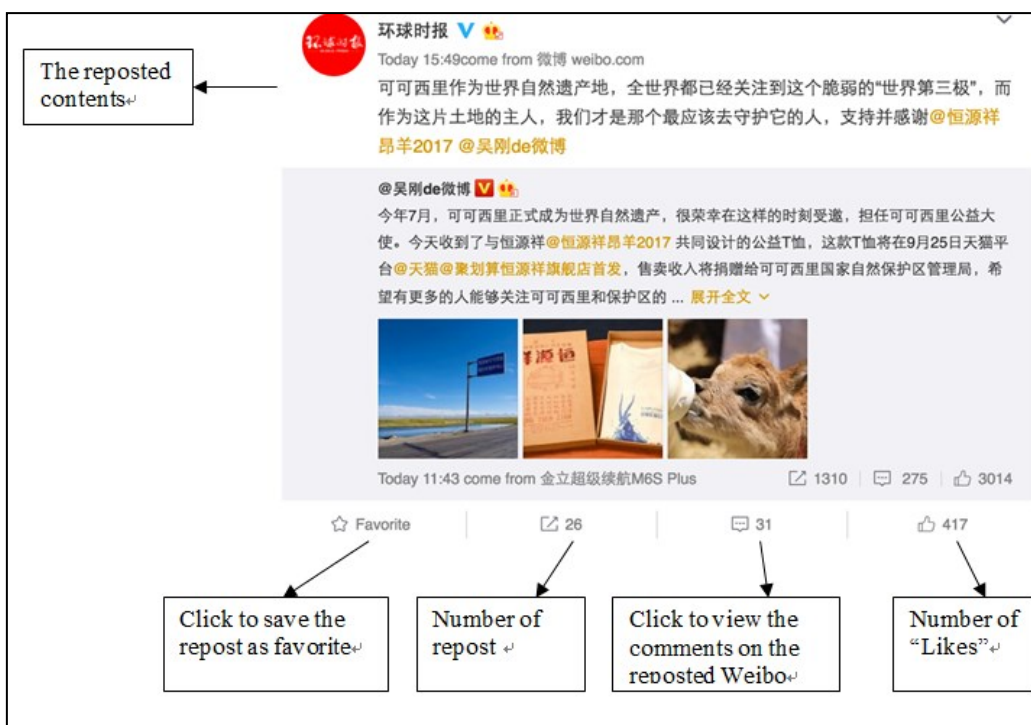 The reposted
contents
环球时报
环球时报
Today 15:49come from 微博 weibo.com
可可西里作为世界自然遗产地，全世界都已经关注到这个脆弱的“世界第三极”，而
作为这片土地的主人，我们才是那个最应该去守护它的人，支持并感谢@恒源祥
昂羊2017 @吴刚de微博
@吴刚de微博 V
今年7月，可可西里正式成为世界自然遗产，很荣幸在这样的时刻受邀，担任可可西里公益大
使。今天收到了与恒源祥@恒源祥昂羊2017 共同设计的公益T恤，这款T恤将在9月25日天猫平
台@天猫@聚划算恒源祥旗舰店首发，售卖收入将捐赠给可可西里国家自然保护区管理局，希
望有更多的人能够关注可可西里和保护区的 ... 展开全文
祥源恒
Today 11:43 come from 金立超级续航M6S Plus 1310 275 3014
Favorite 26 31 417
Click to save the
repost as favorite
Number of
repost
Click to view the
comments on the
reposted Weibo
Number of
“Likes”